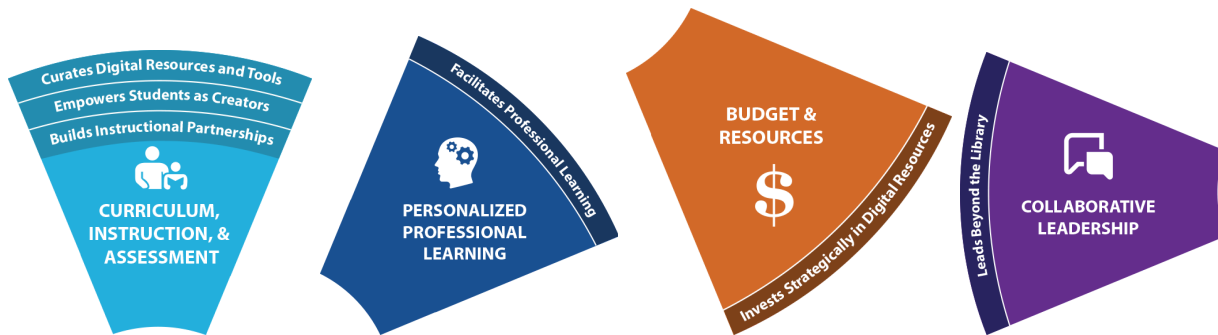 Curates Digital Resources and Tools
Empowers Students as Creators
Builds Instructional Partnerships
CURRICULUM,
INSTRUCTION, &
ASSESSMENT
Facilitates Professional Learning
PERSONALIZED
PROFESSIONAL
LEARNING
BUDGET &
RESOURCES
$
Invests Strategically in Digital Resources
Leads Beyond the Library
COLLABORATIVE
LEADERSHIP